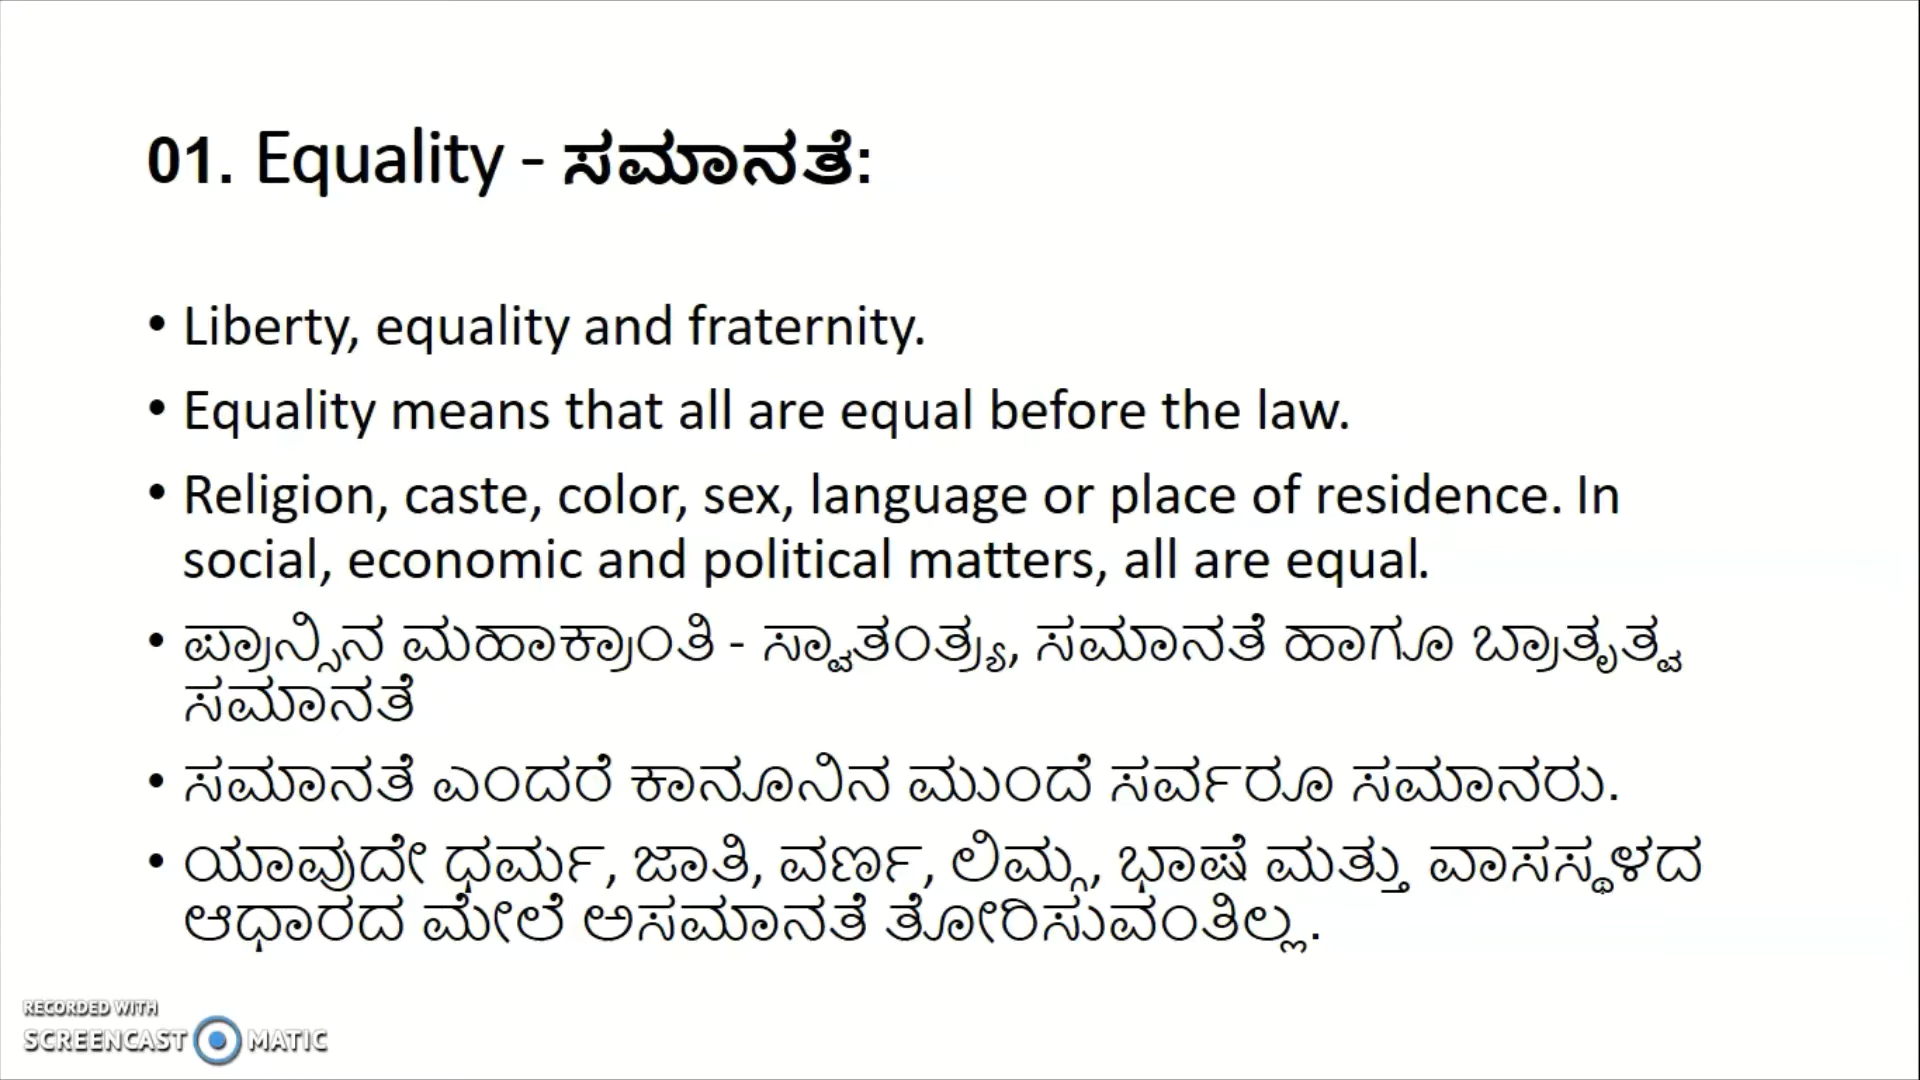 01. Equality - ಸಮಾನತೆ:
• Liberty, equality and fraternity.
• Equality means that all are equal before the law.
• Religion, caste, color, sex, language or place of residence. In
social, economic and political matters, all are equal.
• ಪ್ರಾನ್ಸಿನ ಮಹಾಕ್ರಾಂತಿ - ಸ್ವಾತಂತ್ರ್ಯ, ಸಮಾನತೆ ಹಾಗೂ ಬ್ರಾತೃತ್ವ
ಸಮಾನತೆ
• ಸಮಾನತೆ ಎಂದರೆ ಕಾನೂನಿನ ಮುಂದೆ ಸರ್ವರೂ ಸಮಾನರು.
• ಯಾವುದೇ ಧರ್ಮ, ಜಾತಿ, ವರ್ಣ, ಲಿಮ್ಗ, ಭಾಷೆ ಮತ್ತು ವಾಸಸ್ಥಳದ
ಆಧಾರದ ಮೇಲೆ ಅಸಮಾನತೆ ತೋರಿಸುವಂತಿಲ್ಲ.
RECORDED WITH
SCREENCAST MATIC